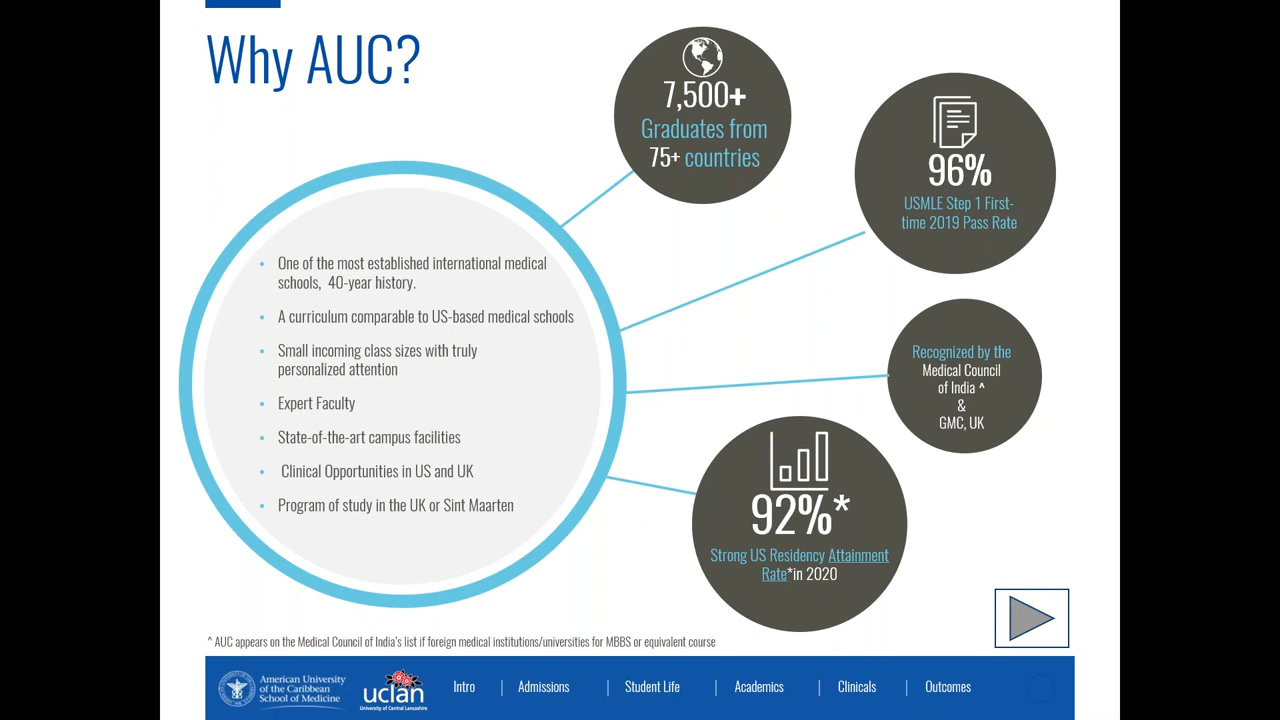 Why AUC?
7,500+
Graduates from
75+ countries
96%
USMLE Step 1 First-
time 2019 Pass Rate
• One of the most established international medical
schools, 40-year history.
• A curriculum comparable to US-based medical schools
• Small incoming class sizes with truly
personalized attention
• Expert Faculty
• State-of-the-art campus facilities
• Clinical Opportunities in US and UK
• Program of study in the UK or Sint Maarten
Recognized by the
Medical Council
of India ^
&
GMC, UK
92%*
Strong US Residency Attainment
Rate*in 2020
^ AUC appears on the Medical Council of India's list if foreign medical institutions/universities for MBBS or equivalent course
American University
of the Caribbean
School of Medicine
uclan
University of Central Lancashire
Intro | Admissions | Student Life | Academics | Clinicals | Outcomes